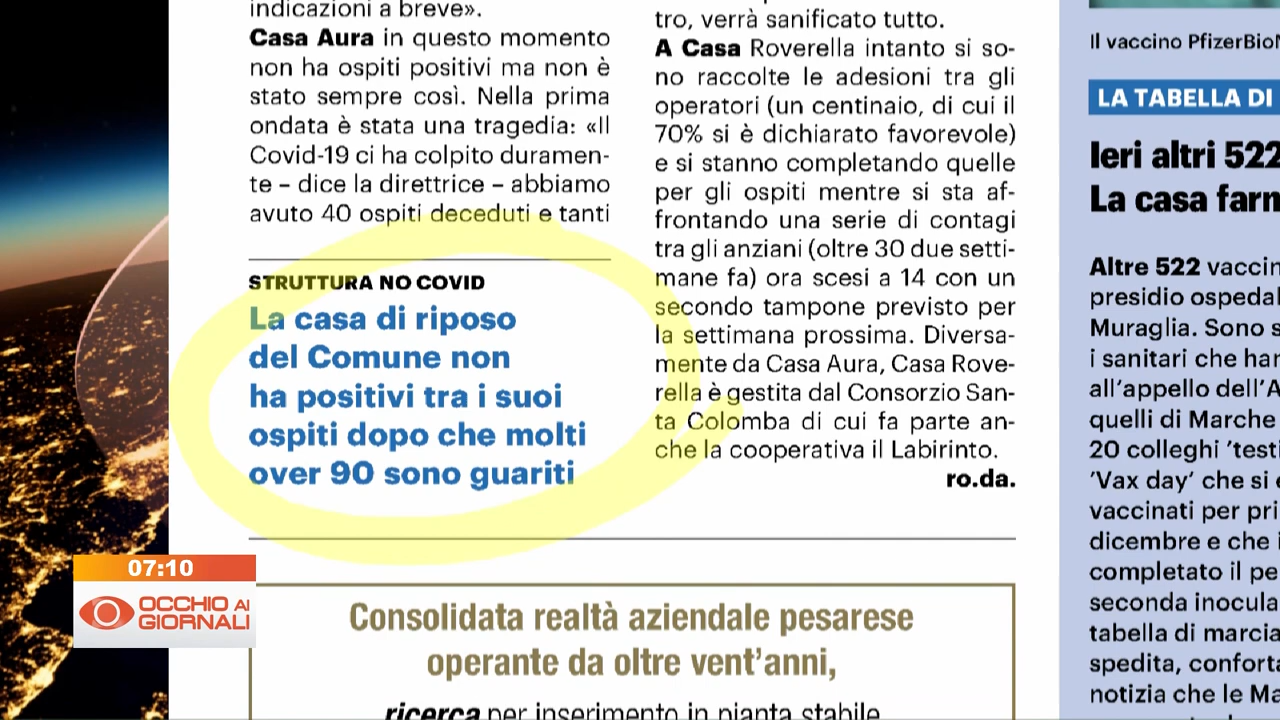 indicazioni a breve».
Casa Aura in questo momento
non ha ospiti positivi ma non è
stato sempre così. Nella prima
ondata è stata una tragedia: «Il
Covid-19 ci ha colpito duramen-
te – dice la direttrice – abbiamo
avuto 40 ospiti deceduti e tanti
STRUTTURA NO COVID
La casa di riposo
del Comune non
ha positivi tra i suoi
ospiti dopo che molti
over 90 sono guariti
tro, verrà sanificato tutto.
A Casa Roverella intanto si so-
no raccolte le adesioni tra gli
operatori (un centinaio, di cui il
70% si è dichiarato favorevole)
e si stanno completando quelle
per gli ospiti mentre si sta af-
frontando una serie di contagi
tra gli anziani (oltre 30 due setti-
mane fa) ora scesi a 14 con un
secondo tampone previsto per
la settimana prossima. Diversa-
mente da Casa Aura, Casa Rove-
rella è gestita dal Consorzio San-
ta Colomba di cui fa parte an-
che la cooperativa il Labirinto.
ro.da.
Consolidata realtà aziendale pesarese
operante da oltre vent'anni,
ricerca per inserimento in pianta stabile
Il vaccino PfizerBioN
LA TABELLA DI
Ieri altri 522
La casa farm
Altre 522 vaccin
presidio ospedal
Muraglia. Sono s
i sanitari che han
all'appello dell'A
quelli di Marche
20 colleghi 'testi
'Vax day' che si e
vaccinati per pri
dicembre e che i
completato il pe
seconda inocula
tabella di marcia
spedita, conforta
notizia che le Ma
07:10
OCCHIO AI
GIORNALI